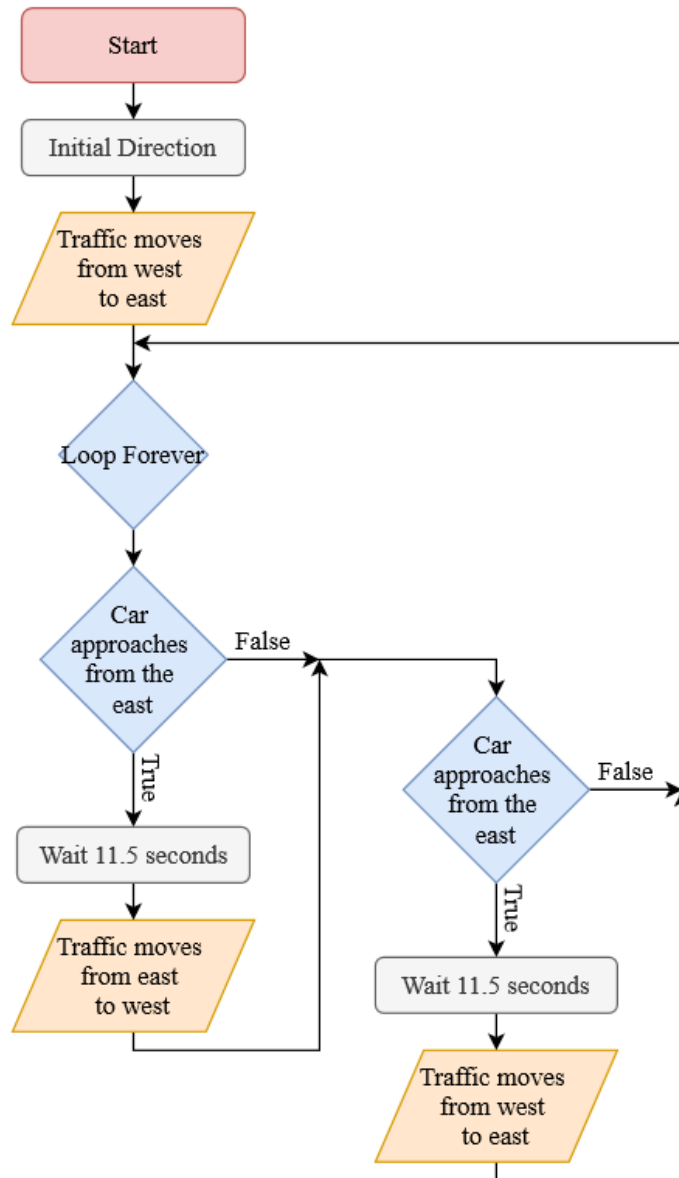 Start
Initial Direction
Traffic moves
from west
to east
Loop Forever
Car
approaches
from the
east
False
True
Wait 11.5 seconds
Traffic moves
from east
to west
Car
approaches
from the
east
False
True
Wait 11.5 seconds
Traffic moves
from west
to east